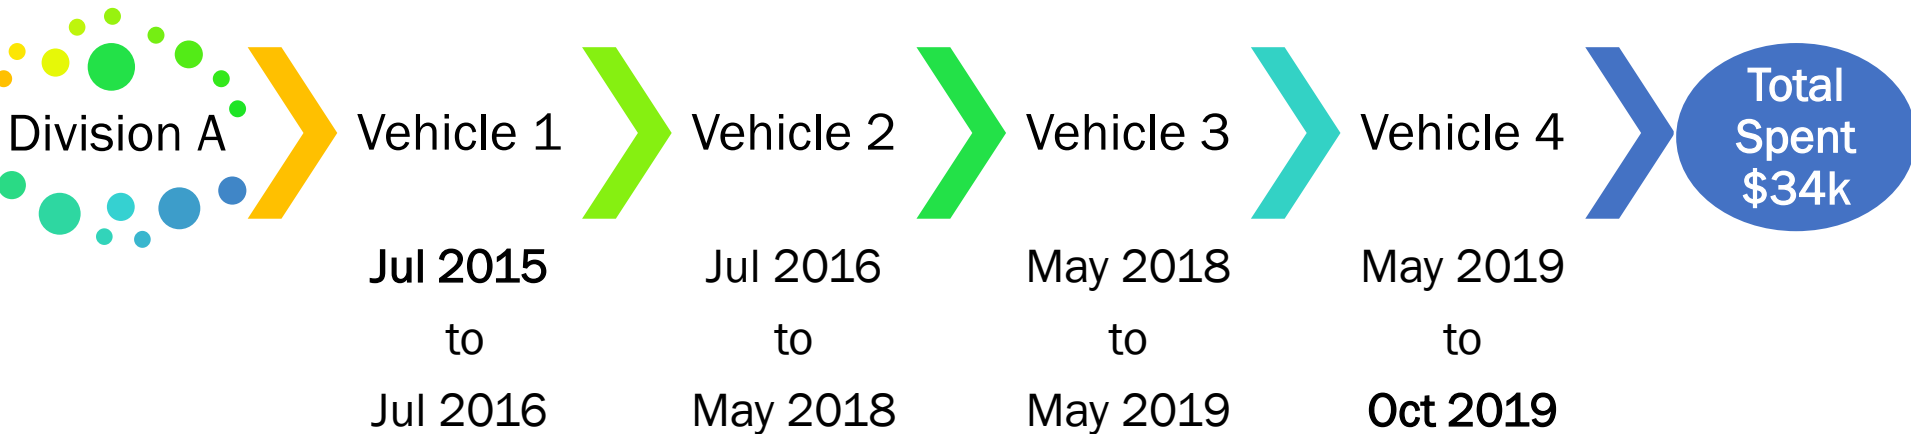 Division A
Vehicle 1
Vehicle 2
Vehicle 3
Vehicle 4
Total
Spent
$34k
Jul 2015
to
Jul 2016
Jul 2016
to
May 2018
May 2018
to
May 2019
May 2019
to
Oct 2019